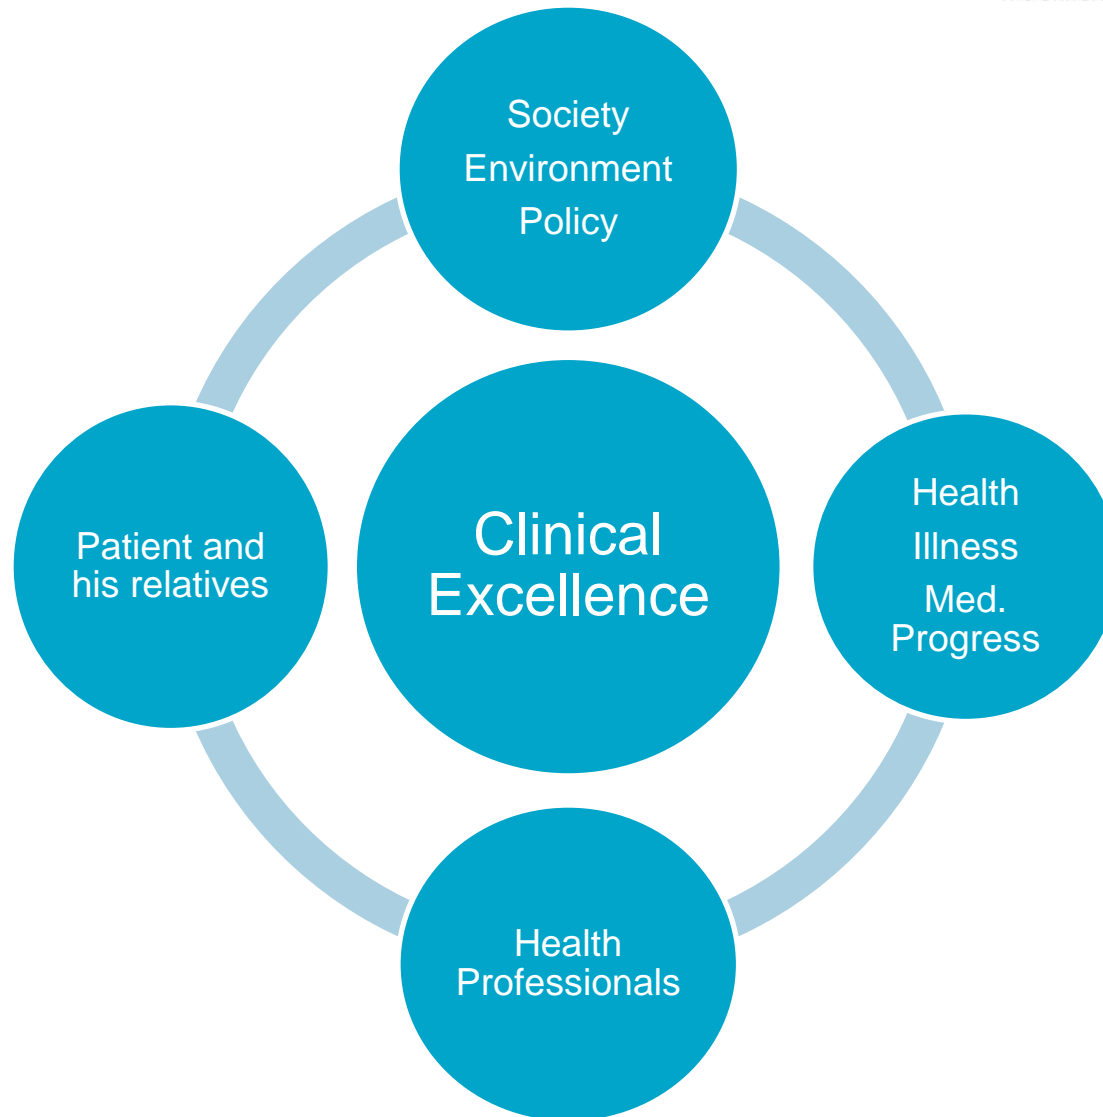 Society
Environment
Policy
Patient and
his relatives
Clinical
Excellence
Health
Illness
Med.
Progress
Health
Professionals